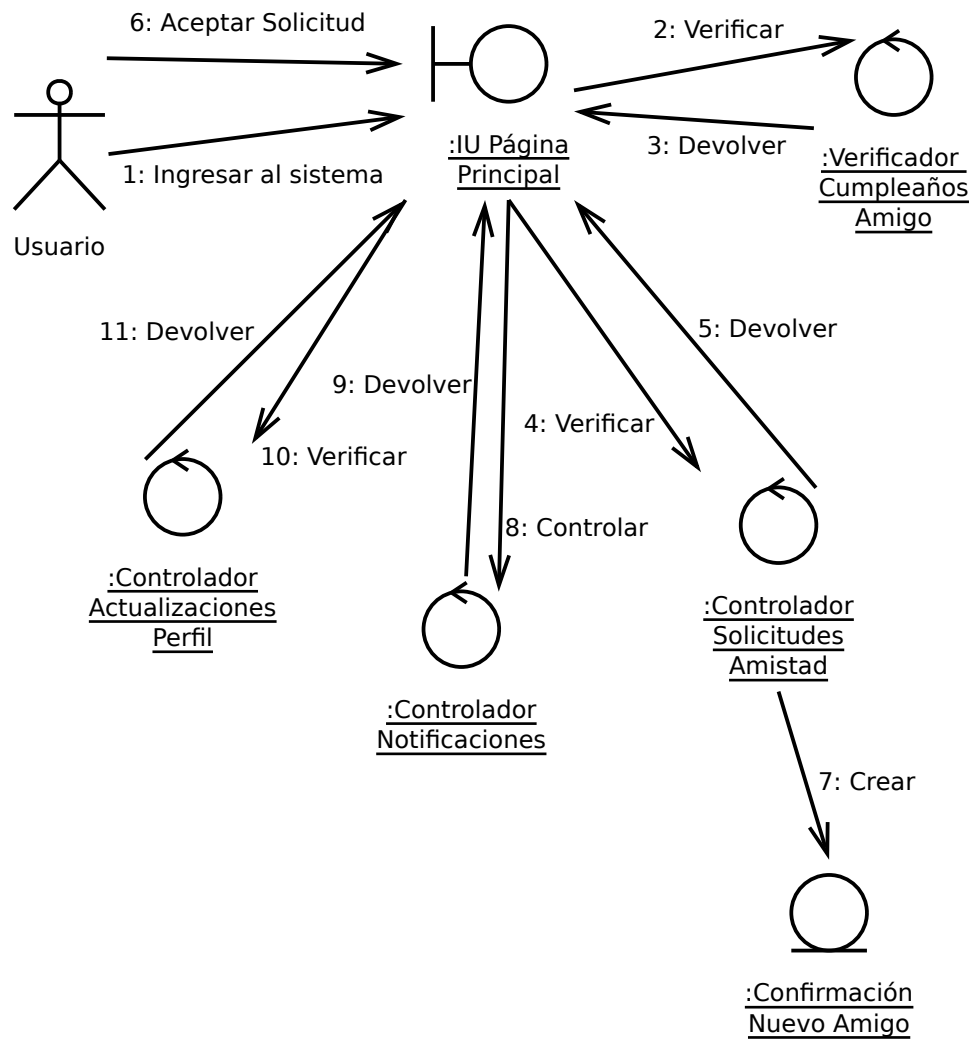 6: Aceptar Solicitud
2: Verificar
:IU Página
Principal
3: Devolver
1: Ingresar al sistema
:Verificador
Cumpleaños
Amigo
Usuario
11: Devolver
5: Devolver
9: Devolver
4: Verificar
10: Verificar
8: Controlar
:Controlador
Actualizaciones
Perfil
:Controlador
Solicitudes
Amistad
:Controlador
Notificaciones
7: Crear
:Confirmación
Nuevo Amigo